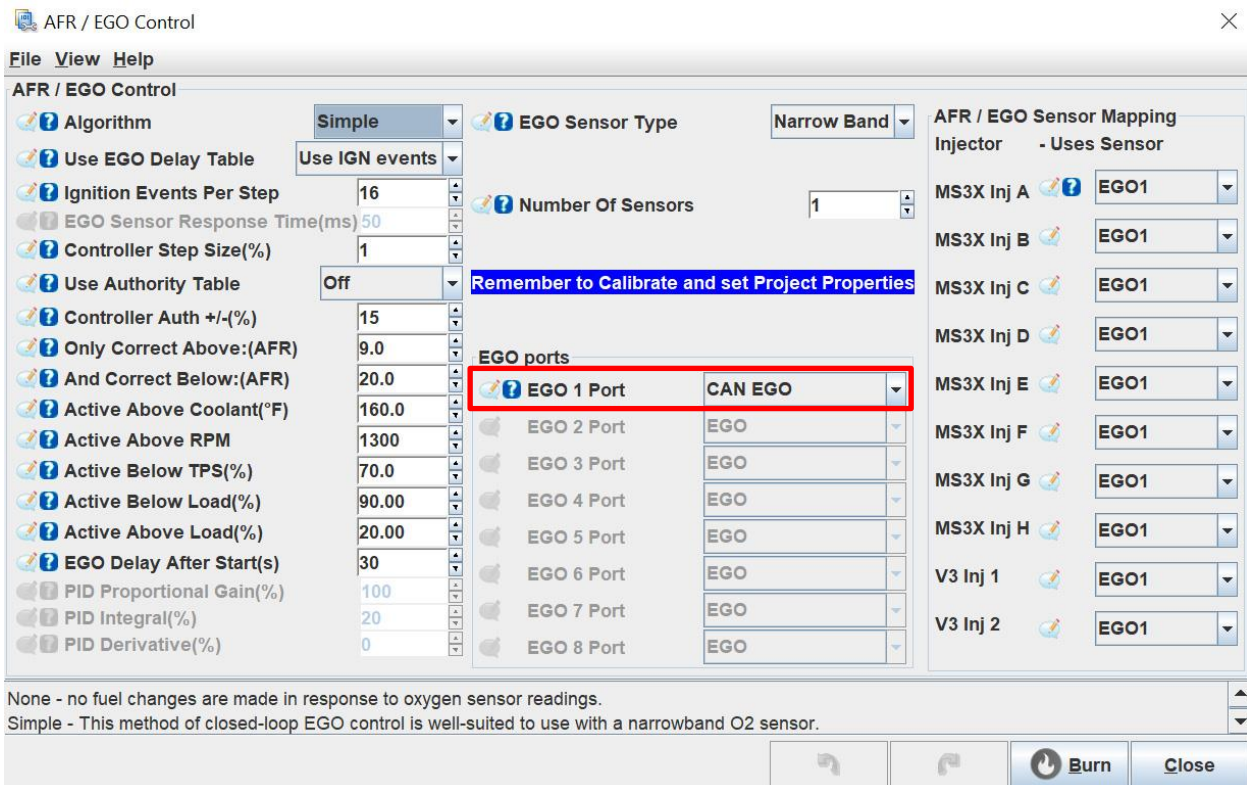 AFR / EGO Control
File View Help
AFR / EGO Control
Algorithm Simple
Use EGO Delay Table Use IGN events
Ignition Events Per Step 16
EGO Sensor Response Time(ms) 50
Controller Step Size(%) 1
Use Authority Table Off
Controller Auth +/-(%) 15
Only Correct Above:(AFR) 9.0
And Correct Below:(AFR) 20.0
Active Above Coolant(°F) 160.0
Active Above RPM 1300
Active Below TPS(%) 70.0
Active Below Load(%) 90.00
Active Above Load(%) 20.00
EGO Delay After Start(s) 30
PID Proportional Gain(%) 100
PID Integral(%) 20
PID Derivative(%) 0
EGO Sensor Type Narrow Band
Number Of Sensors 1
Remember to Calibrate and set Project Properties
EGO ports
EGO 1 Port CAN EGO
EGO 2 Port EGO
EGO 3 Port EGO
EGO 4 Port EGO
EGO 5 Port EGO
EGO 6 Port EGO
EGO 7 Port EGO
EGO 8 Port EGO
AFR / EGO Sensor Mapping
Injector - Uses Sensor
MS3X Inj A EGO1
MS3X Inj B EGO1
MS3X Inj C EGO1
MS3X Inj D EGO1
MS3X Inj E EGO1
MS3X Inj F EGO1
MS3X Inj G EGO1
MS3X Inj H EGO1
V3 Inj 1 EGO1
V3 Inj 2 EGO1
None - no fuel changes are made in response to oxygen sensor readings.
Simple - This method of closed-loop EGO control is well-suited to use with a narrowband O2 sensor.
Burn Close